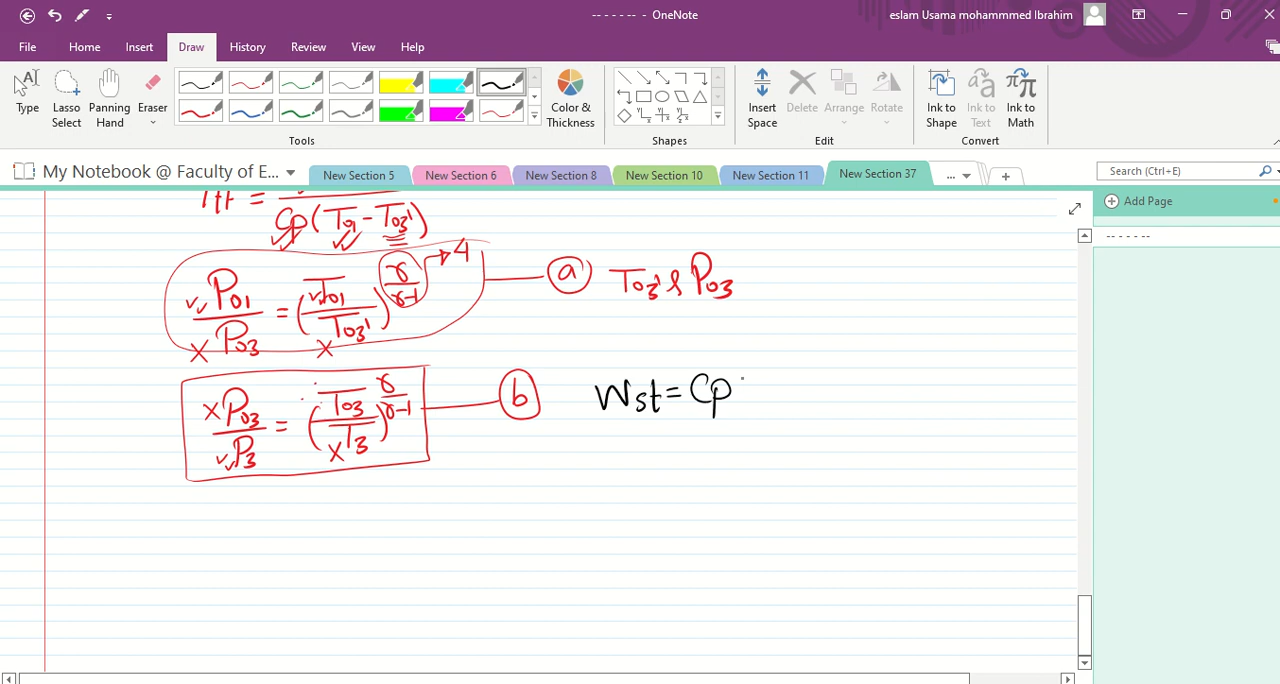 ------ - OneNote
eslam Usama mohammmed Ibrahim
File Home Insert Draw History Review View Help
Type Lasso Select Panning Hand Eraser
Color & Thickness
Insert Space Delete Arrange Rotate
Ink to Shape Ink to Text Ink to Math
Tools Shapes Edit Convert
My Notebook @ Faculty of E... New Section 5 New Section 6 New Section 8 New Section 10 New Section 11 New Section 37 ... +
Search (Ctrl+E)
Add Page
------
Cp(T01 - T03')
P01/P03 = (T01/T03')^(γ/γ-1) → 4 — a T03' & P03
P03/P3 = (T03/T3)^(γ/γ-1) — b
Wst = Cp